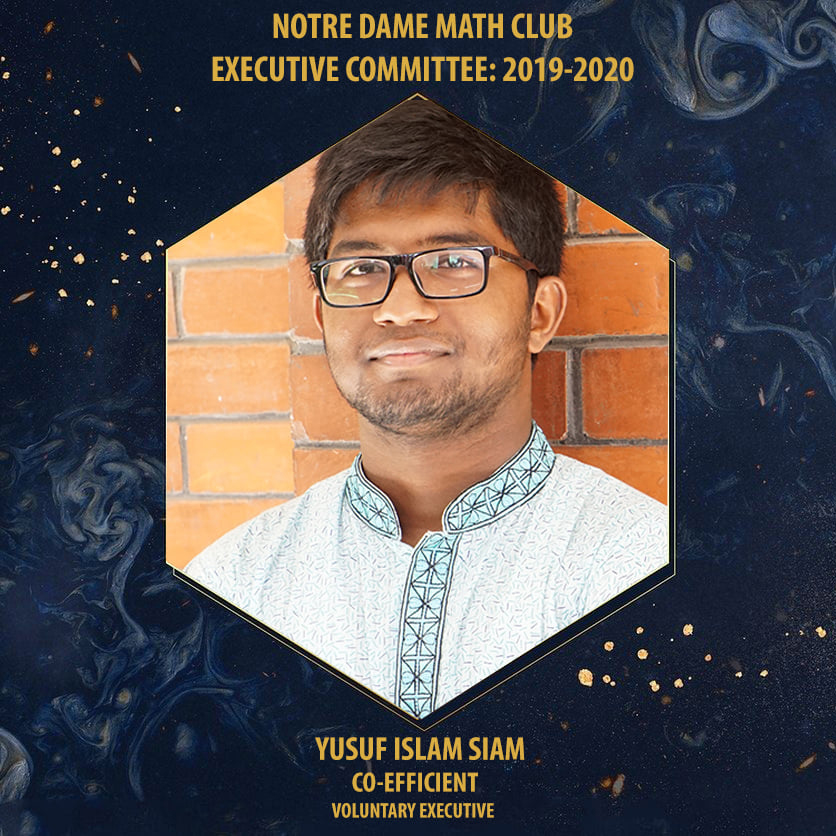 NOTRE DAME MATH CLUB
EXECUTIVE COMMITTEE: 2019-2020
YUSUF ISLAM SIAM
CO-EFFICIENT
VOLUNTARY EXECUTIVE